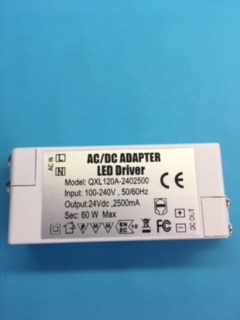 AC/DC ADAPTER
LED Driver
AC IN
L
N
Model: QXL120A-2402500
Input: 100-240V , 50/60Hz
Output:24Vdc ,2500mA
Sec: 60 W Max
CE
+
-
DC OUT